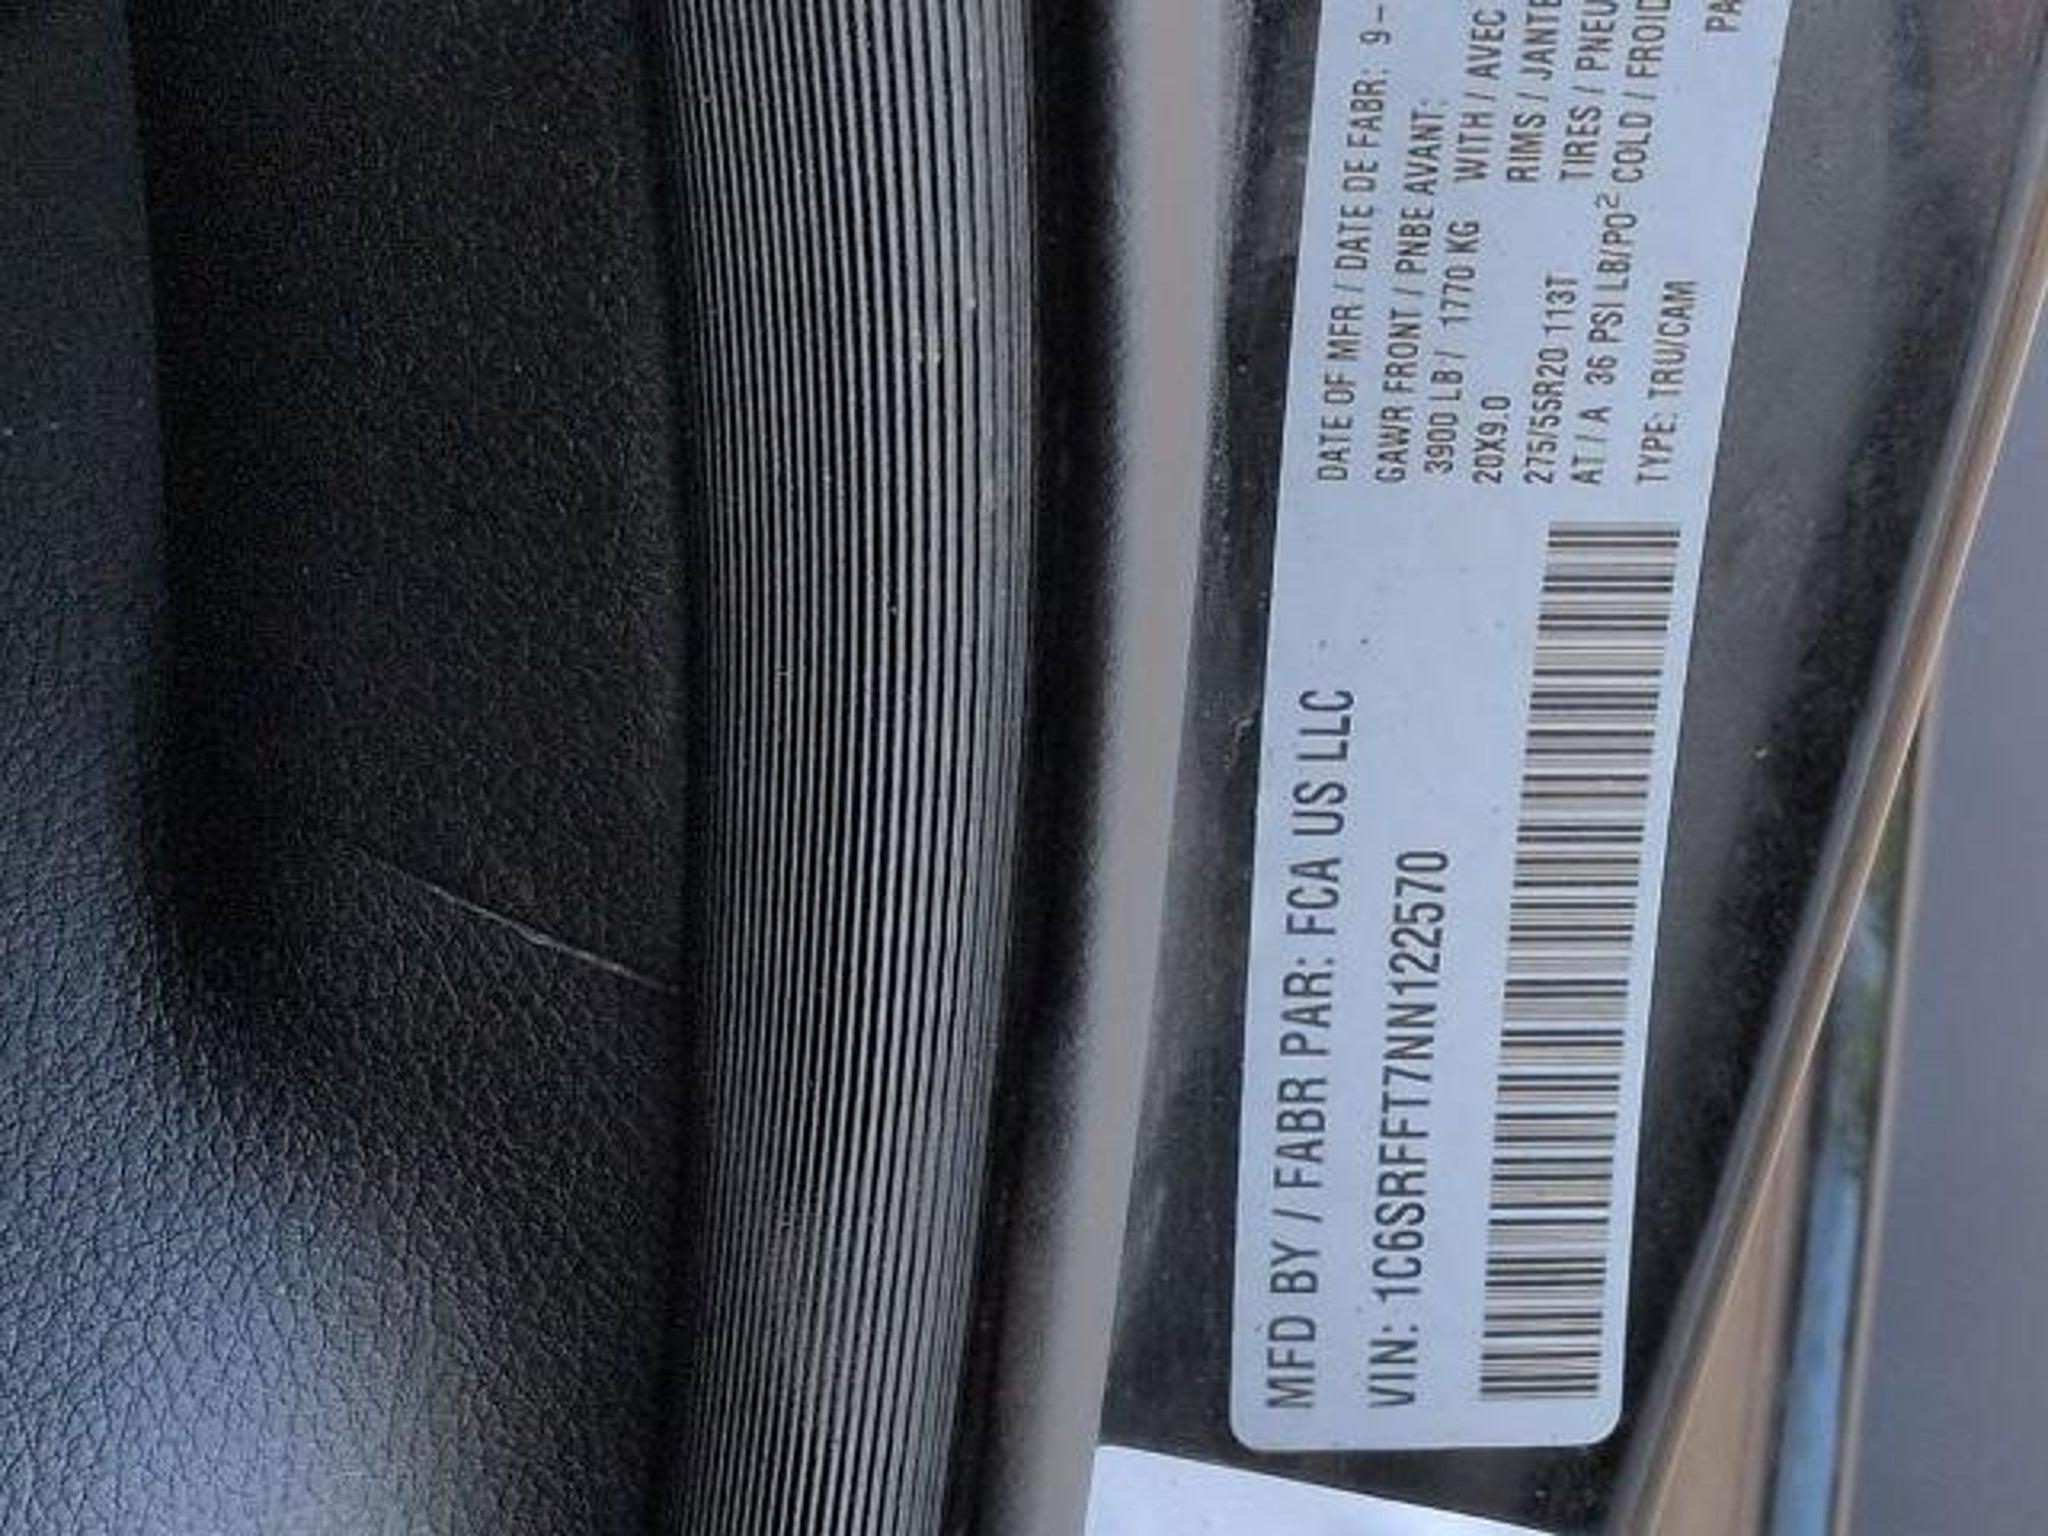 MFD BY / FABR PAR: FCA US LLC
DATE OF MFR / DATE DE FABR: 9-
VIN: 1C6SRFFT7NN122570
GAWR FRONT / PNBE AVANT:
3900 LB / 1770 KG WITH / AVEC
20X9.0 RIMS / JANTE
275/55R20 113T TIRES / PNEU
AT / A 36 PSI LB/PO² COLD / FROID
TYPE: TRU/CAM
PA